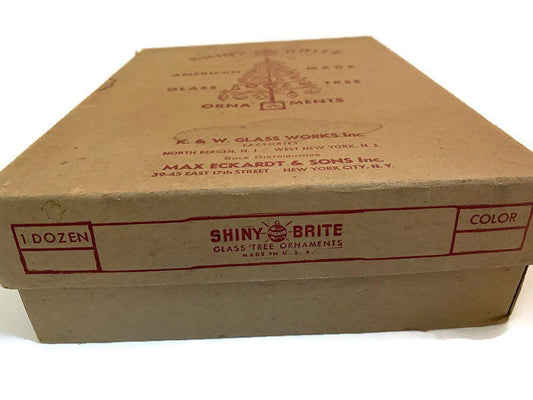 SHINY BRITE
AMERICAN MADE
GLASS TREE
ORNAMENTS
K. & W. GLASS WORKS, Inc.
FACTORIES
NORTH BERGEN, N. J. WEST NEW YORK, N. J.
SOLE DISTRIBUTORS
MAX ECKARDT & SONS Inc.
39-45 EAST 17th STREET NEW YORK CITY, N. Y.
1 DOZEN
SHINY BRITE
GLASS TREE ORNAMENTS
MADE IN U. S. A.
COLOR